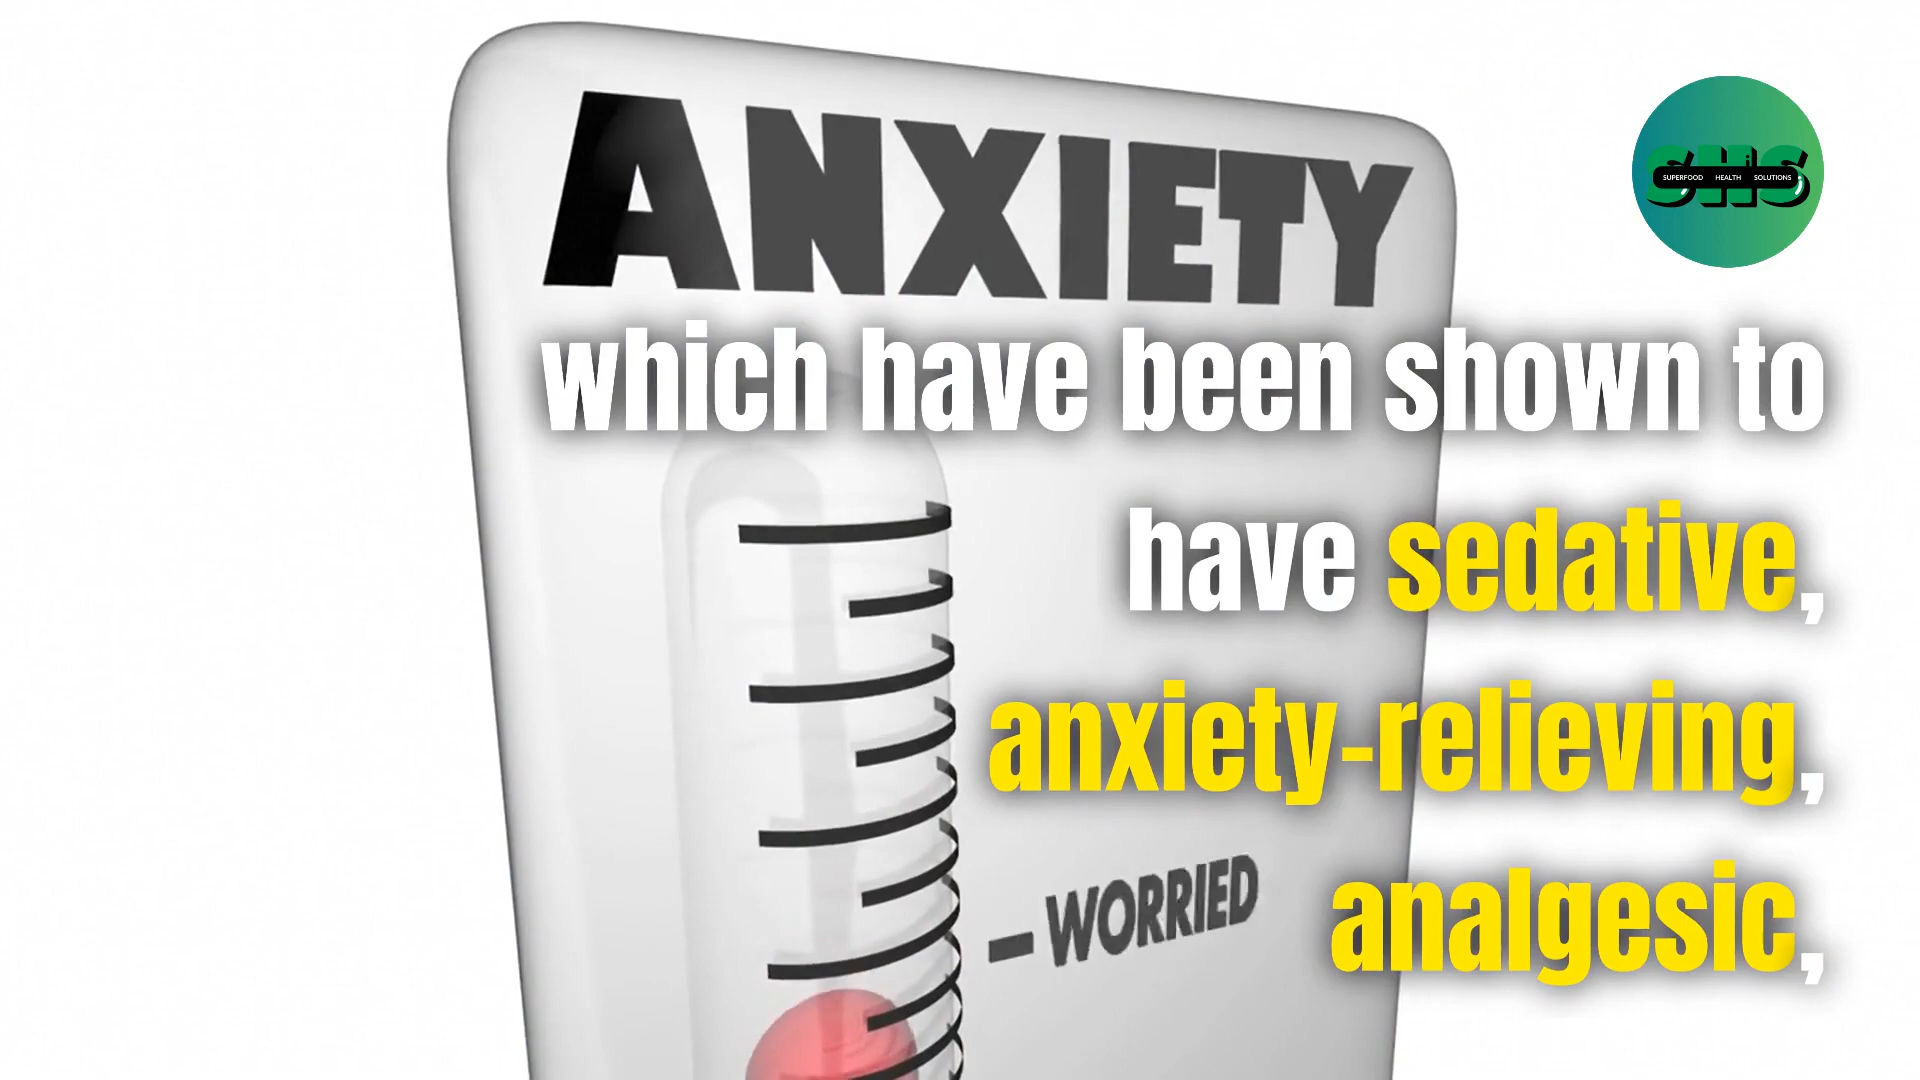 ANXIETY
SHS
SUPERFOOD HEALTH SOLUTIONS
which have been shown to
have sedative,
anxiety-relieving,
analgesic,
WORRIED